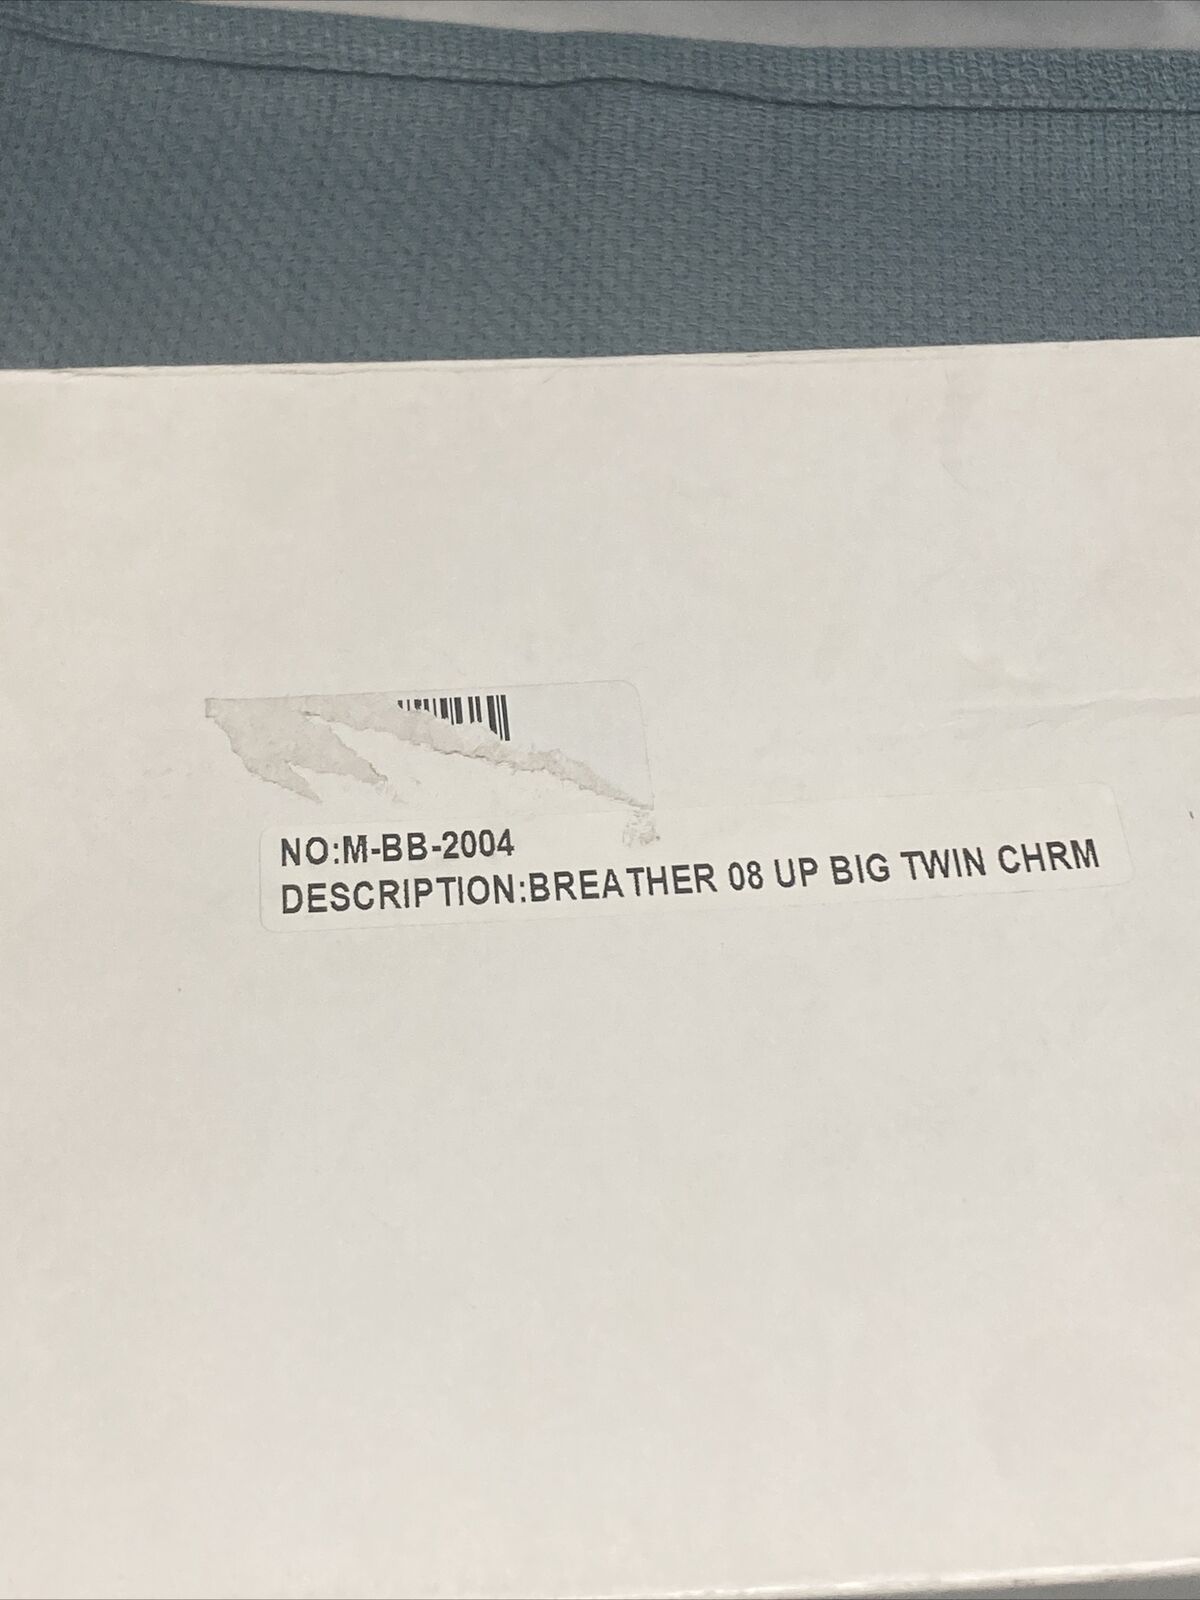 NO:M-BB-2004
DESCRIPTION:BREATHER 08 UP BIG TWIN CHRM